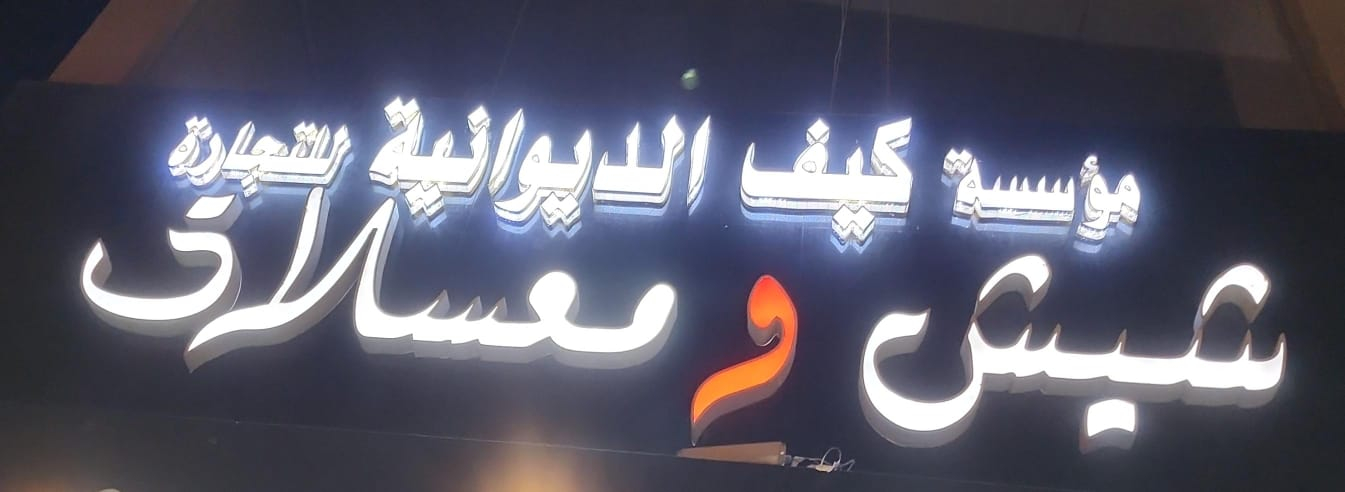 مؤسسة كيف الديوانية للتجارة
شيش و معسلات